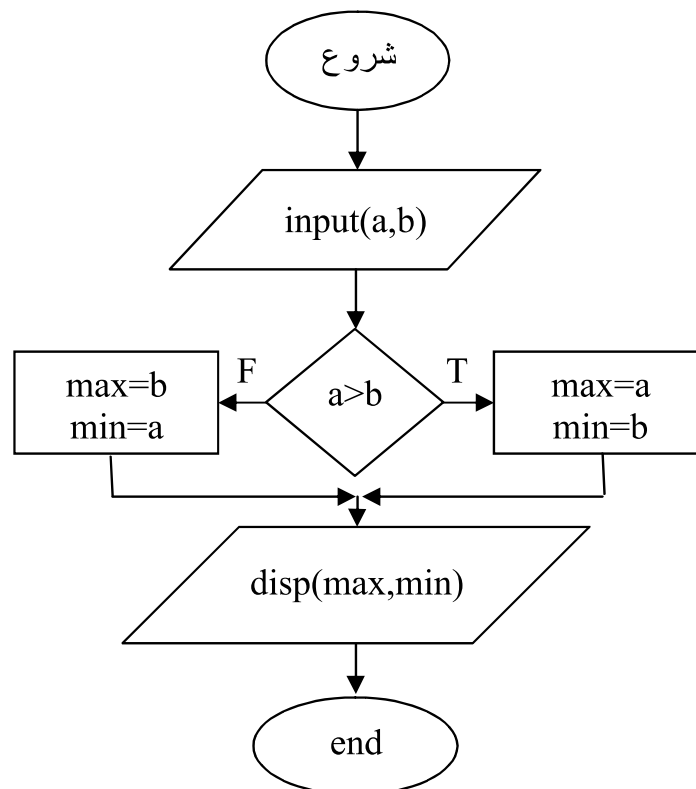 شروع
input(a,b)
F
a>b
T
max=b
min=a
max=a
min=b
disp(max,min)
end